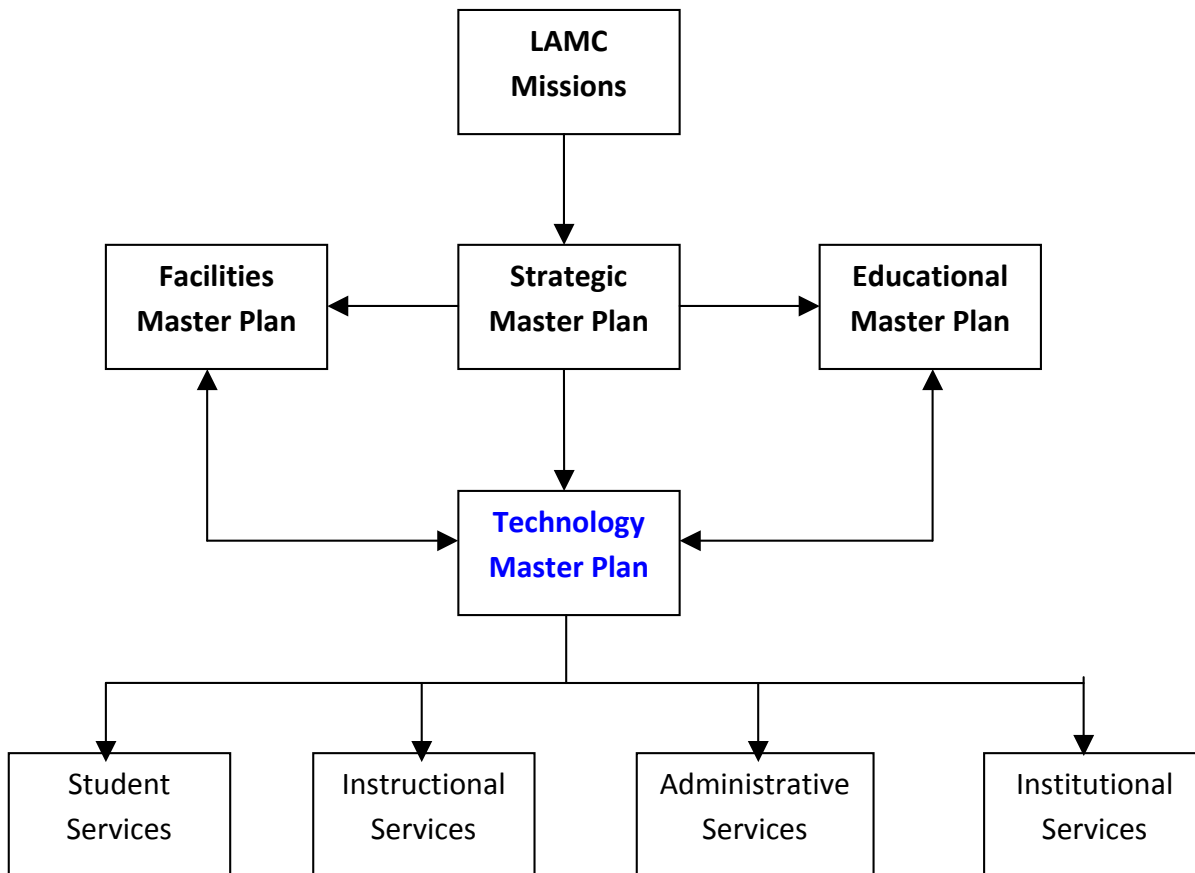 LAMC
Missions
Facilities
Master Plan
Strategic
Master Plan
Educational
Master Plan
Technology
Master Plan
Student
Services
Instructional
Services
Administrative
Services
Institutional
Services